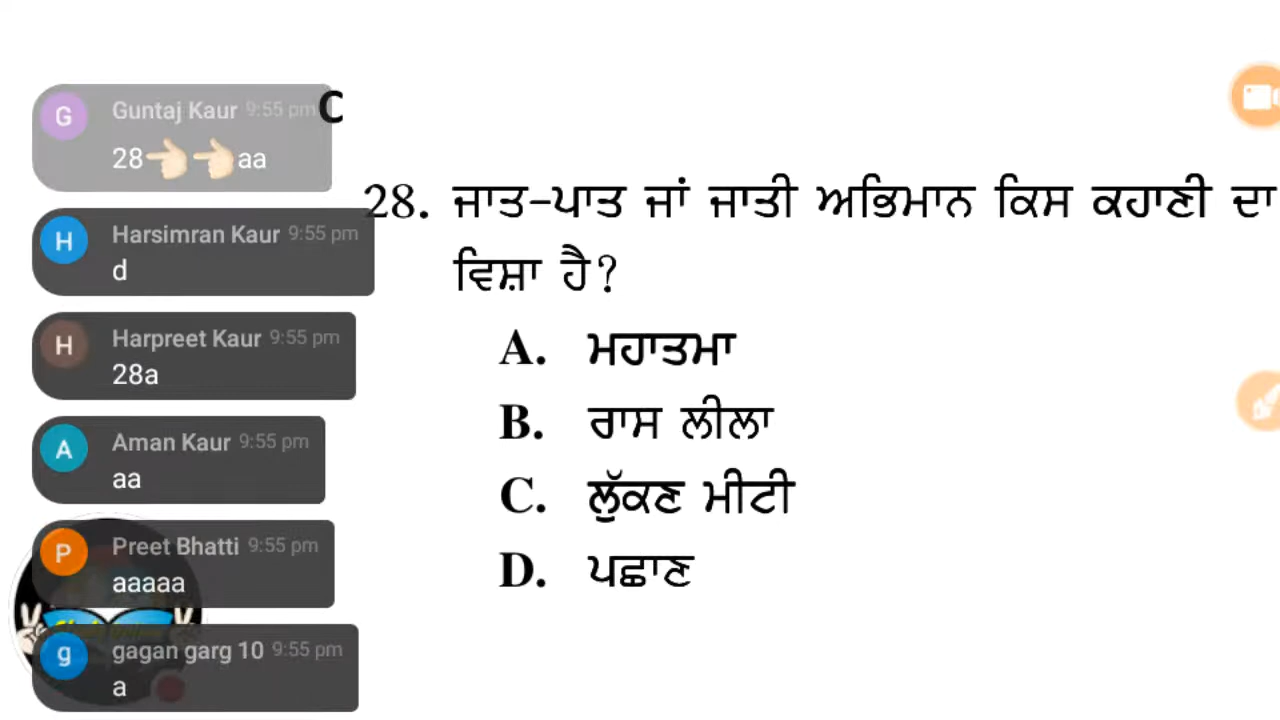 Guntaj Kaur 9:55 pm
C
28👈🏻👈🏻aa
Harsimran Kaur 9:55 pm
d
Harpreet Kaur 9:55 pm
28a
Aman Kaur 9:55 pm
aa
Preet Bhatti 9:55 pm
aaaaa
gagan garg 10 9:55 pm
a
G
H
H
A
P
g
28. ਜਾਤ-ਪਾਤ ਜਾਂ ਜਾਤੀ ਅਭਿਮਾਨ ਕਿਸ ਕਹਾਣੀ ਦਾ
ਵਿਸ਼ਾ ਹੈ?
A. ਮਹਾਤਮਾ
B. ਰਾਸ ਲੀਲਾ
C. ਲੁੱਕਣ ਮੀਟੀ
D. ਪਛਾਣ